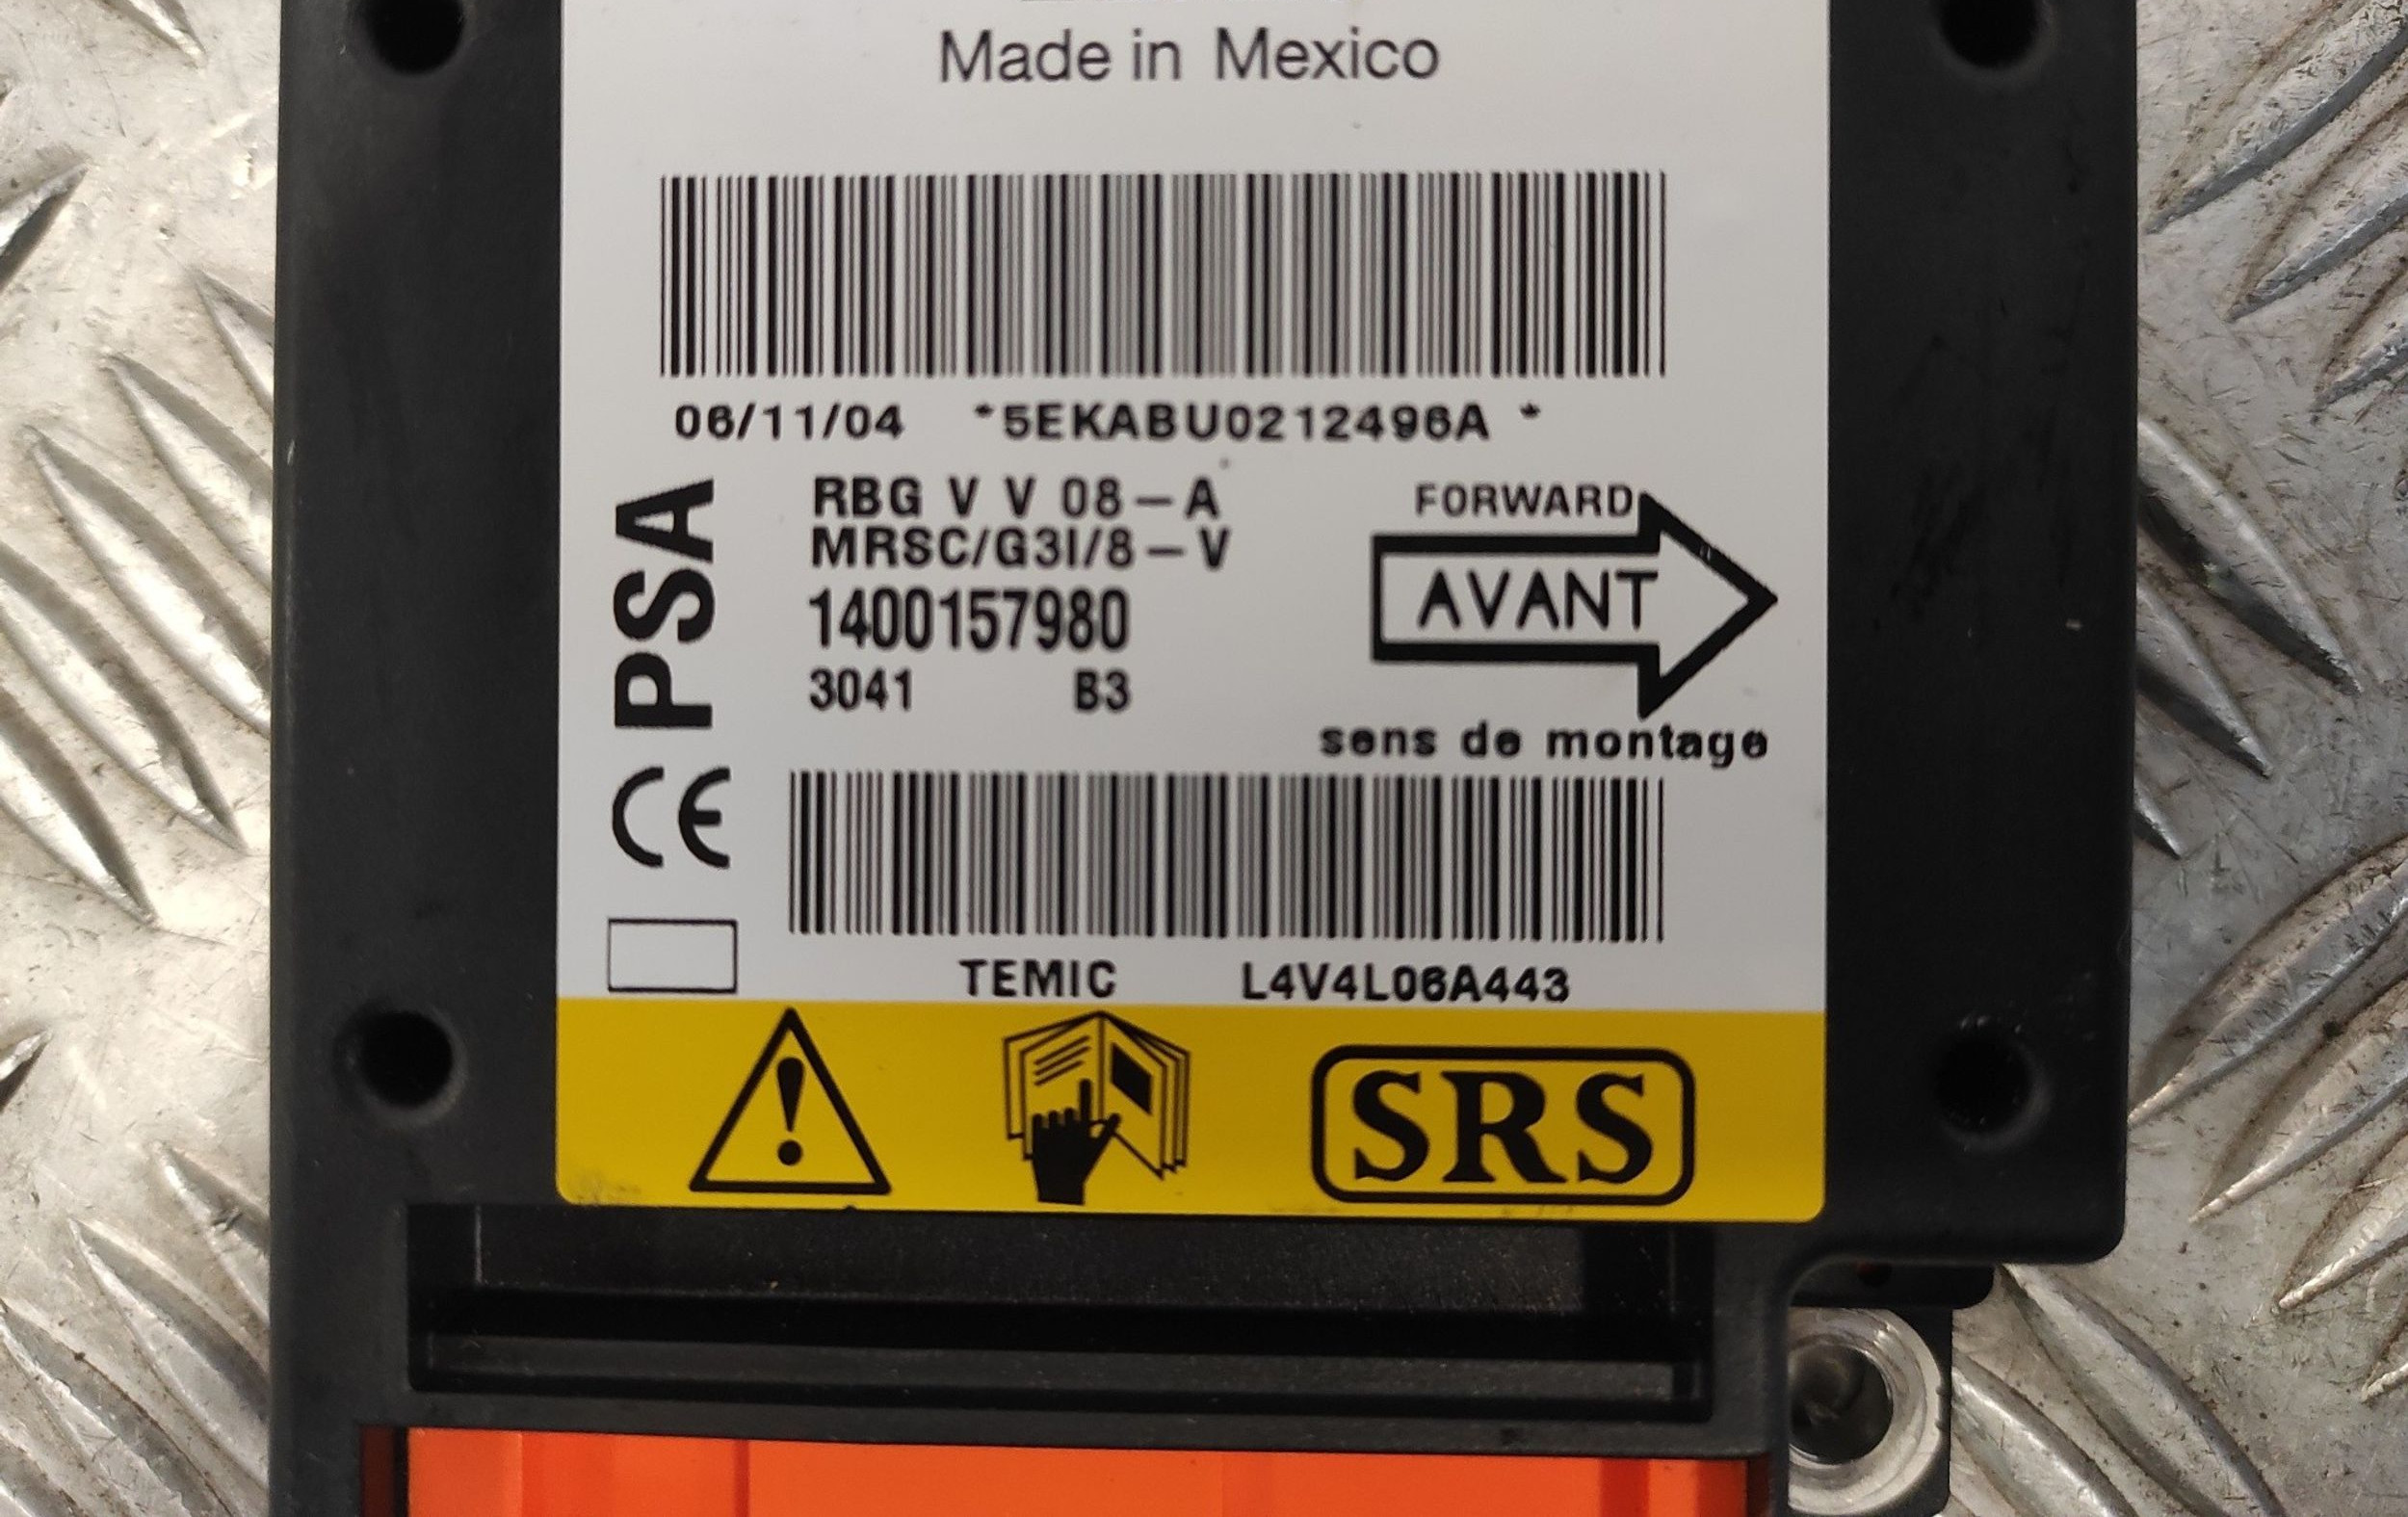 Made in Mexico
06/11/04 *5EKABU0212496A *
RBG V V 08-A
MRSC/G3I/8-V
1400157980
3041 B3
PSA
CE
FORWARD
AVANT
sens de montage
TEMIC L4V4L06A443
SRS